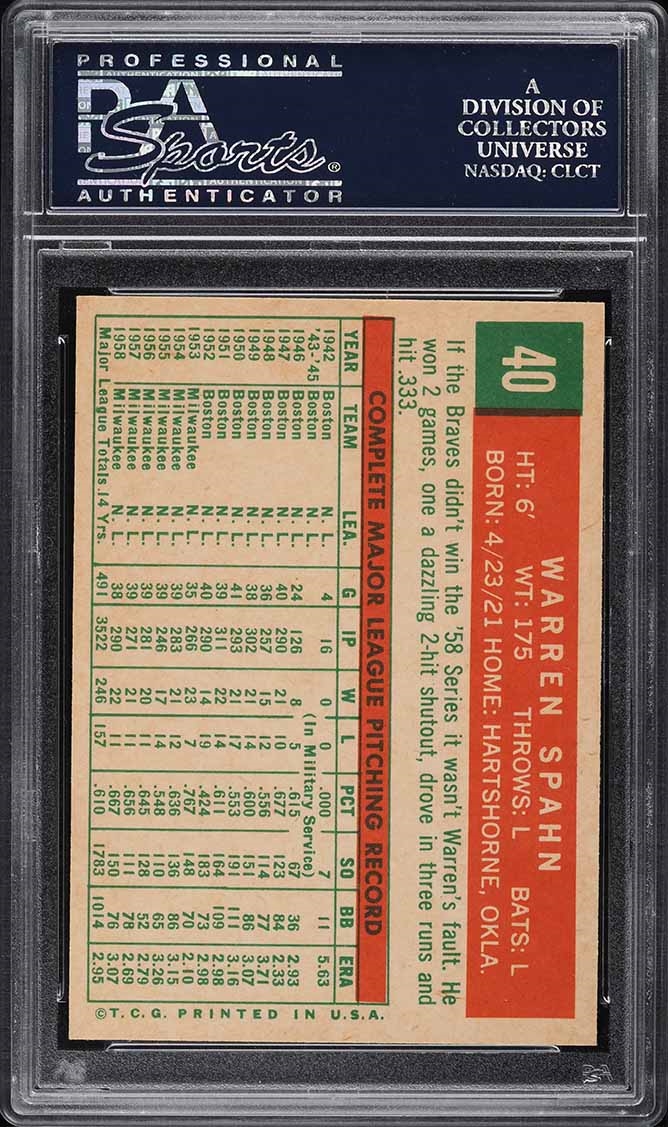 PROFESSIONAL
PSA
Sports®
AUTHENTICATOR
A
DIVISION OF
COLLECTORS
UNIVERSE
NASDAQ: CLCT
40
WARREN SPAHN
HT: 6' WT: 175 THROWS: L BATS: L
BORN: 4/23/21 HOME: HARTSHORNE, OKLA.
If the Braves didn't win the '58 Series it wasn't Warren's fault. He
won 2 games, one a dazzling 2-hit shutout, drove in three runs and
hit .333.
COMPLETE MAJOR LEAGUE PITCHING RECORD
YEAR TEAM LEA. G IP W L PCT SO BB ERA
1942 Boston N. L. 4 16 0 0 .000 7 11 5.63
'43-'45 (In Military Service)
1946 Boston N. L. 24 126 8 5 .615 67 36 2.93
1947 Boston N. L. 40 290 21 10 .677 123 84 2.33
1948 Boston N. L. 36 257 15 12 .556 114 77 3.71
1949 Boston N. L. 38 302 21 14 .600 151 86 3.07
1950 Boston N. L. 41 293 21 17 .553 191 111 3.16
1951 Boston N. L. 39 311 22 14 .611 164 109 2.98
1952 Boston N. L. 40 290 14 19 .424 183 73 2.98
1953 Milwaukee N. L. 35 266 23 7 .767 148 70 2.10
1954 Milwaukee N. L. 39 283 21 12 .636 136 86 3.15
1955 Milwaukee N. L. 39 246 17 14 .548 110 65 3.26
1956 Milwaukee N. L. 39 281 20 11 .645 128 52 2.79
1957 Milwaukee N. L. 39 271 21 11 .656 111 78 2.69
1958 Milwaukee N. L. 38 290 22 11 .667 150 76 3.07
Major League Totals 14 Yrs. 491 3522 246 157 .610 1783 1014 2.95
©T.C.G. PRINTED IN U.S.A.